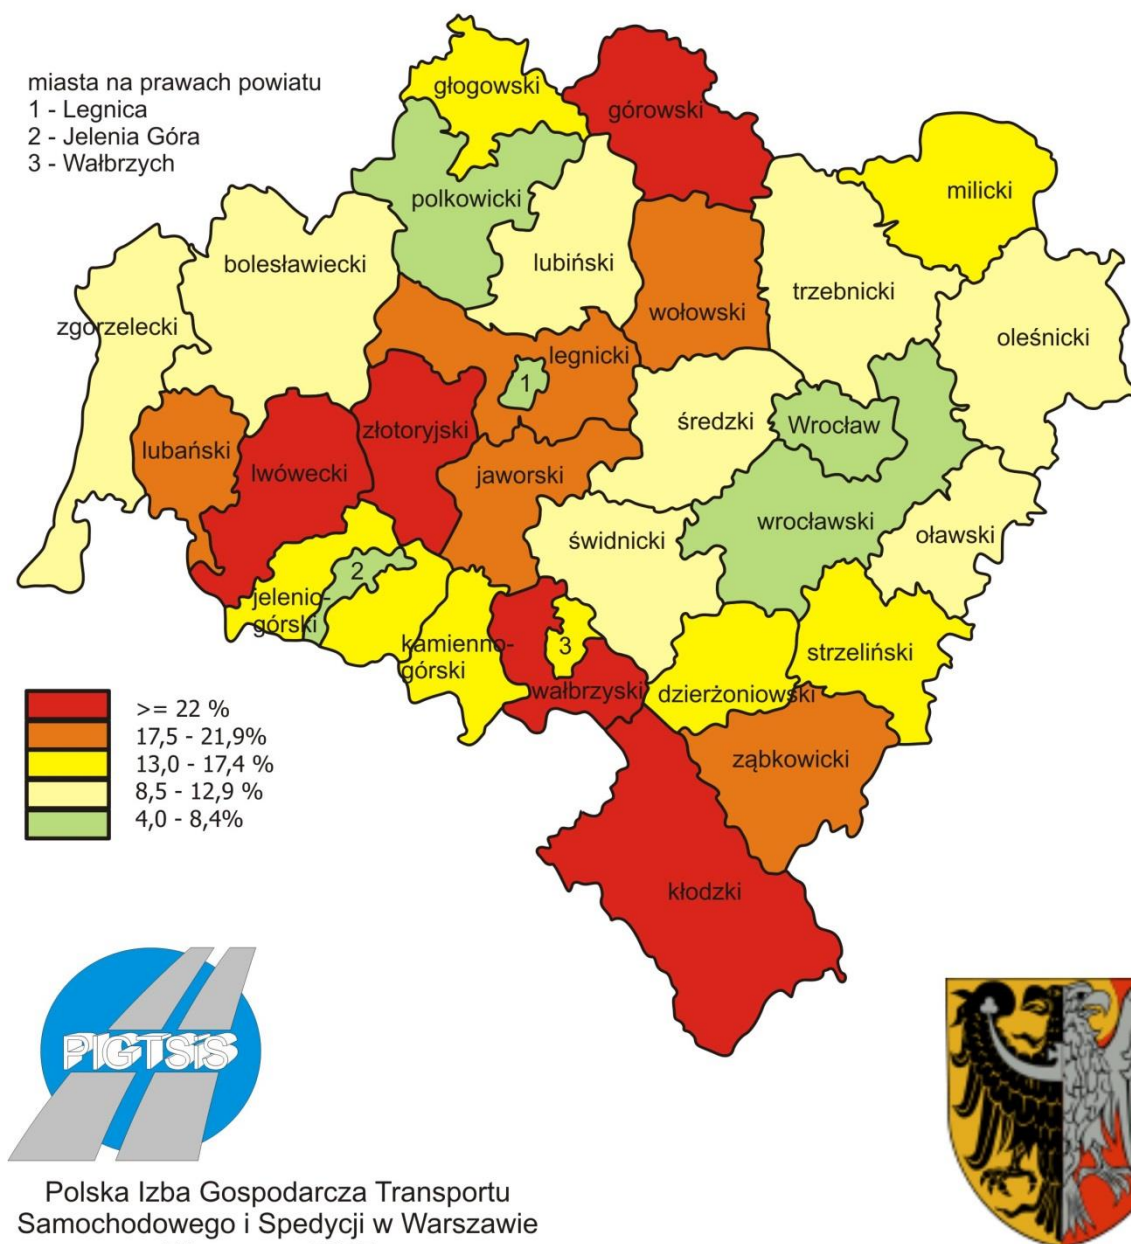 miasta na prawach powiatu
1 - Legnica
2 - Jelenia Góra
3 - Wałbrzych
głogowski
górowski
milicki
polkowicki
bolesławiecki
lubiński
trzebnicki
zgorzelecki
wołowski
oleśnicki
legnicki
1
lubański
lwówecki
złotoryjski
średzki
Wrocław
jaworski
wrocławski
oławski
świdnicki
2
jelenio-
górski
kamienno-
górski
3
wałbrzyski
dzierżoniowski
strzeliński
ząbkowicki
kłodzki
>= 22 %
17,5 - 21,9%
13,0 - 17,4 %
8,5 - 12,9 %
4,0 - 8,4%
PIGTSiS
Polska Izba Gospodarcza Transportu
Samochodowego i Spedycji w Warszawie